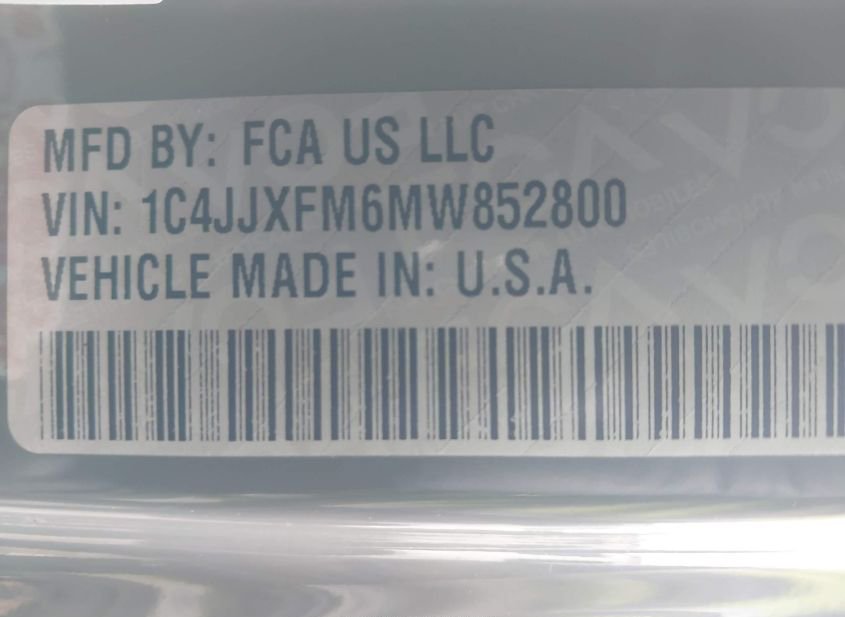 MFD BY: FCA US LLC
VIN: 1C4JJXFM6MW852800
VEHICLE MADE IN: U.S.A.